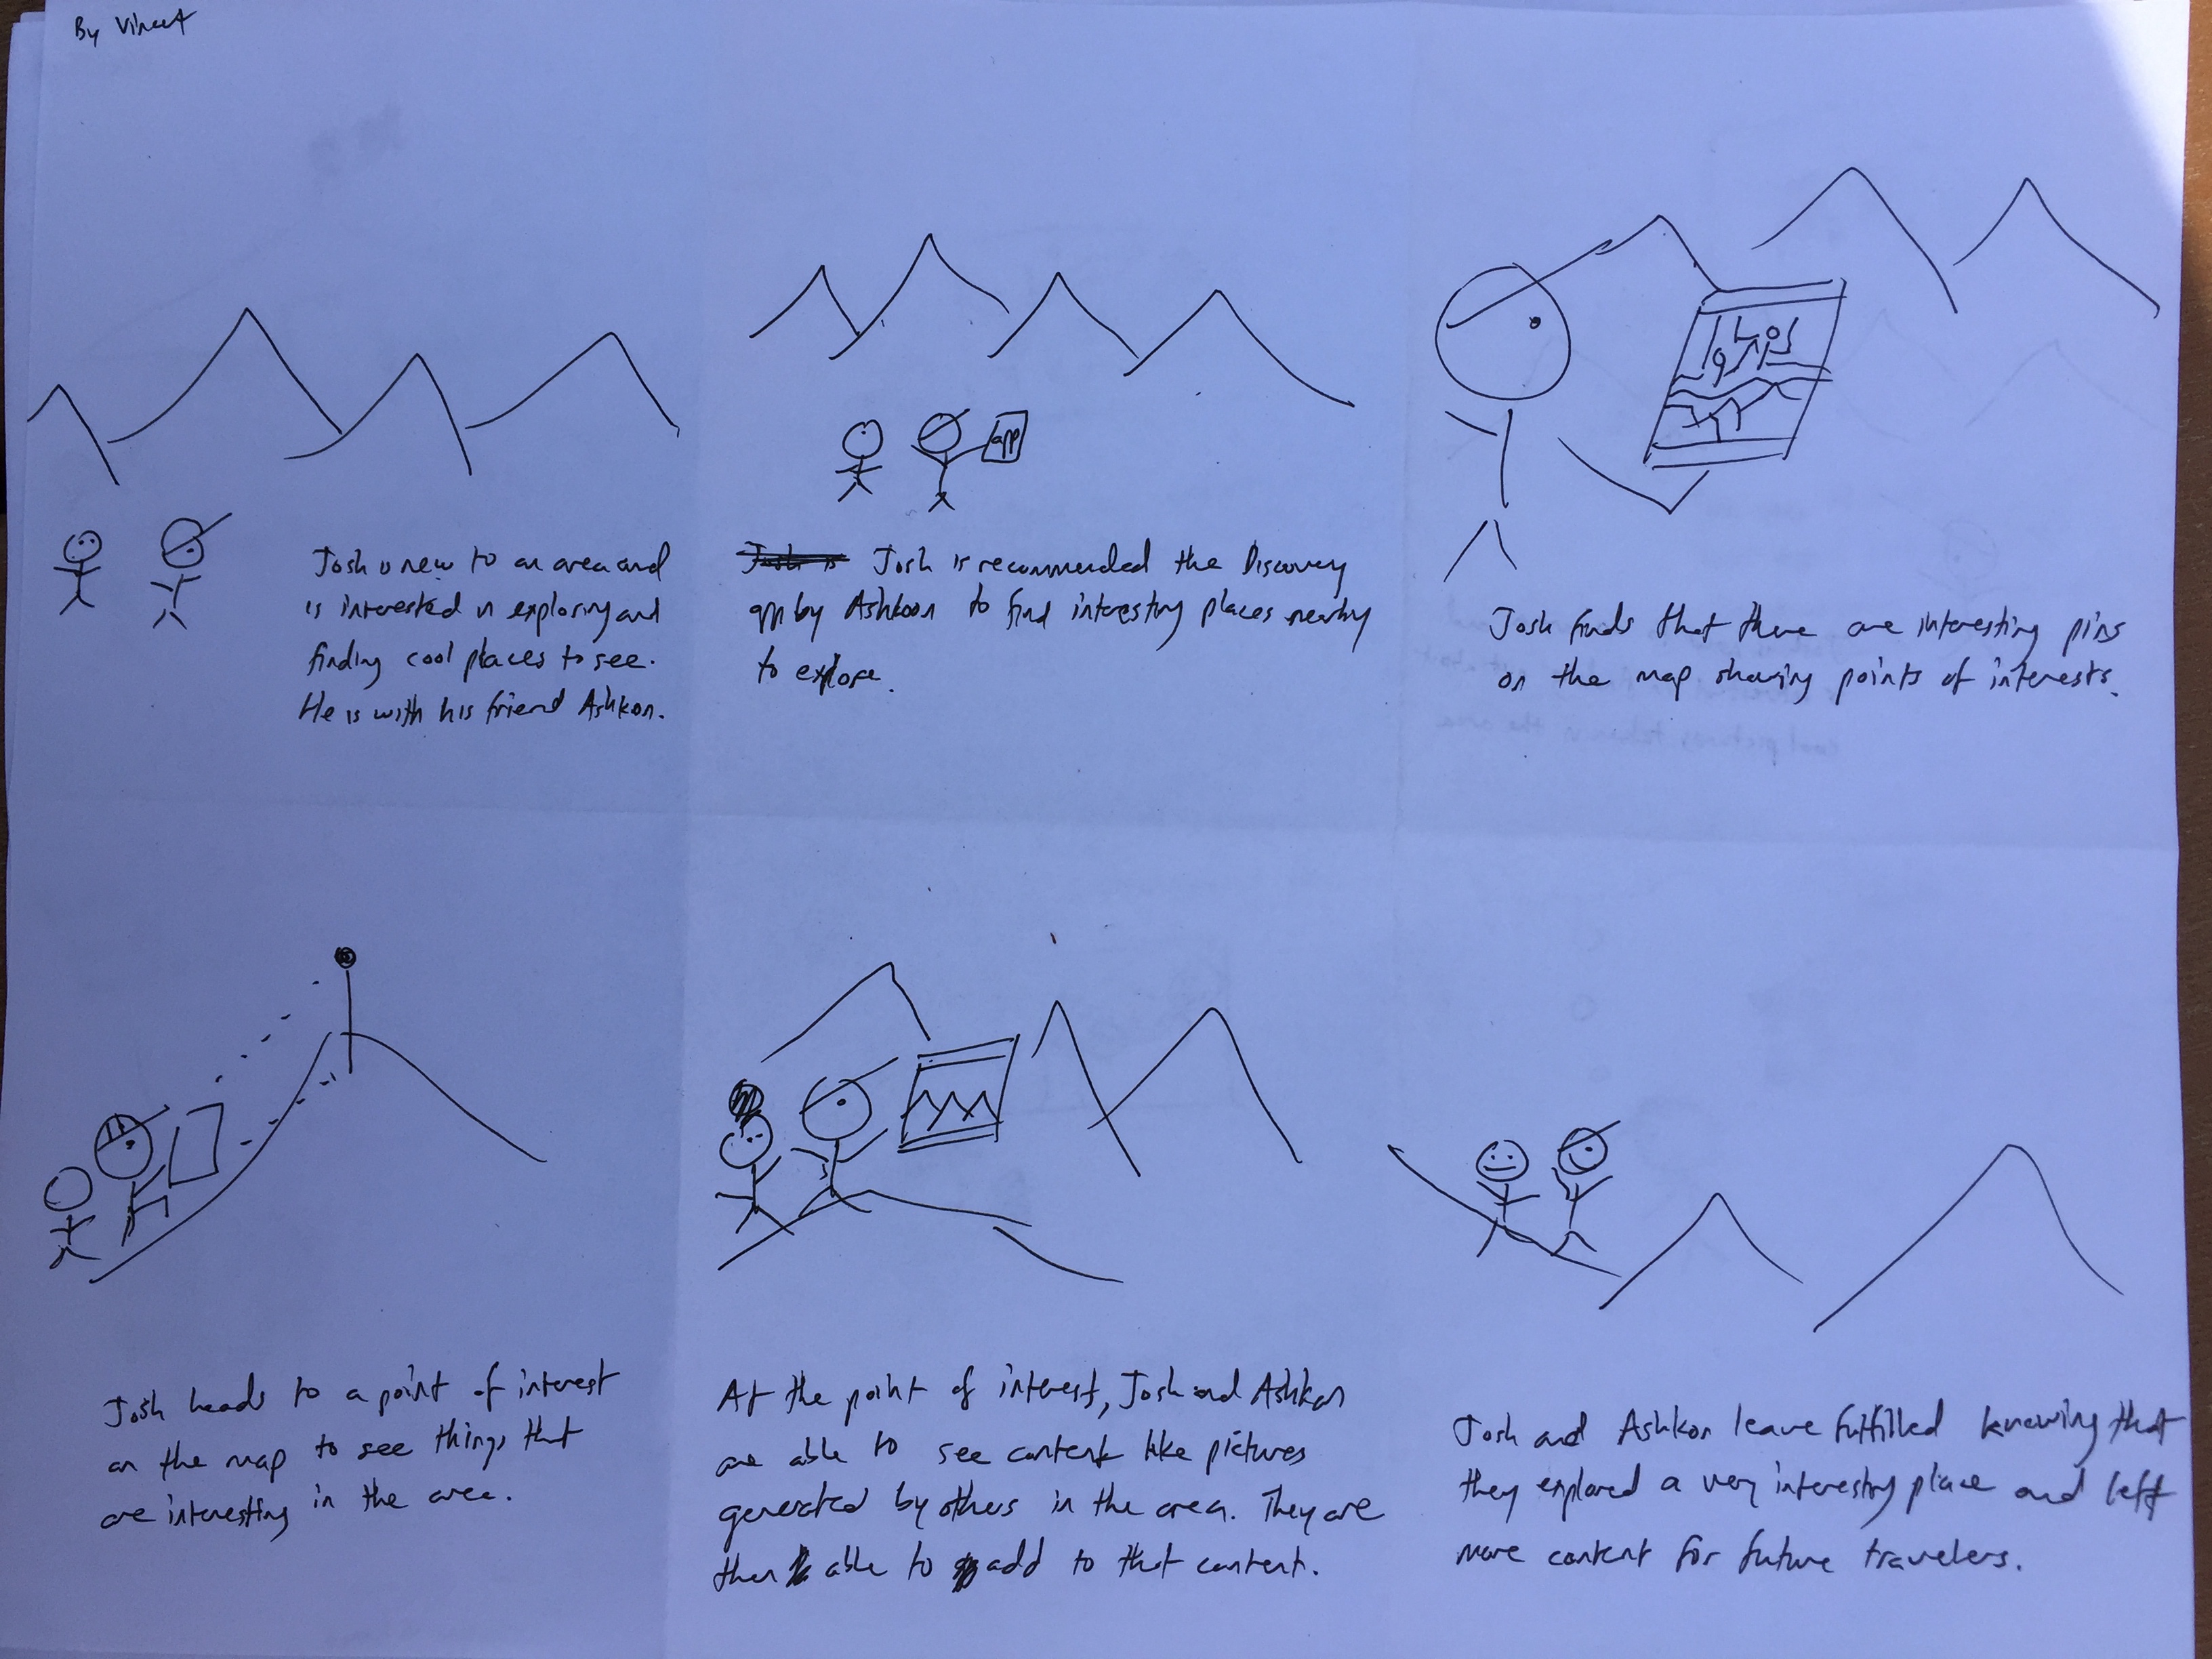 By Vineet
Josh is new to an area and
is interested in exploring and
finding cool places to see.
He is with his friend Ashkon.
app
Josh is Josh is recommended the Discovery
app by Ashkon to find interesting places nearby
to explore.
Josh finds that there are interesting pins
on the map sharing points of interests.
Josh heads to a point of interest
on the map to see things that
are interesting in the area.
At the point of interest, Josh and Ashkon
are able to see content like pictures
generated by others in the area. They are
then able to add to that content.
Josh and Ashkon leave fulfilled knowing that
they explored a very interesting place and left
more content for future travelers.